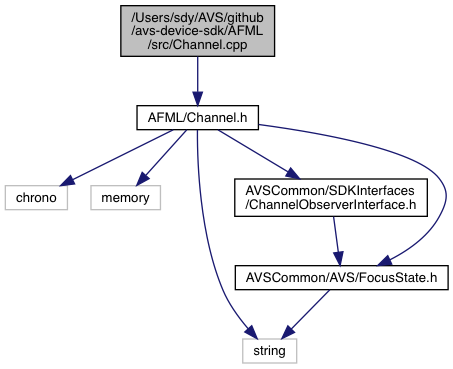 /Users/sdy/AVS/github
/avs-device-sdk/AFML
/src/Channel.cpp
AFML/Channel.h
chrono
memory
AVSCommon/SDKInterfaces
/ChannelObserverInterface.h
AVSCommon/AVS/FocusState.h
string